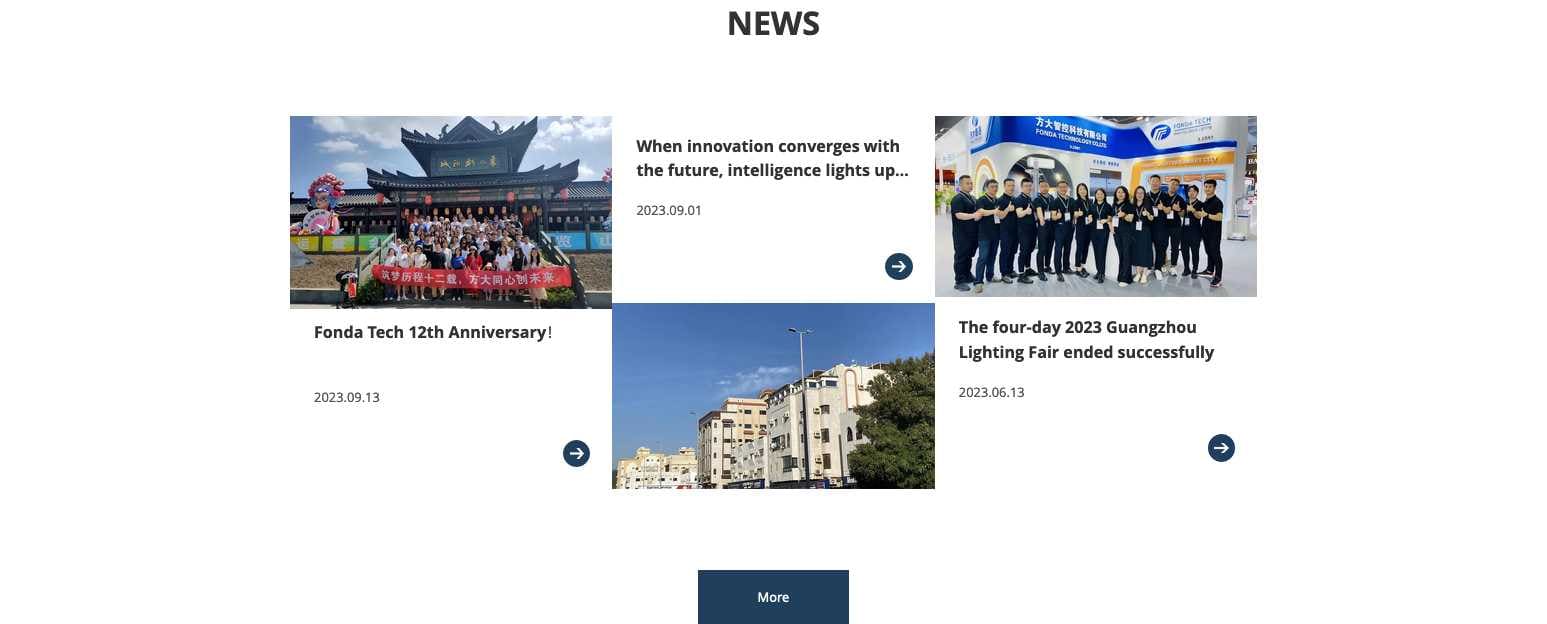 NEWS
筑梦历程十二载，方大同心创未来
Fonda Tech 12th Anniversary！
2023.09.13
When innovation converges with
the future, intelligence lights up...
2023.09.01
方大智控科技有限公司
FONDA TECHNOLOGY CO.,LTD.
FONDA TECH
The four-day 2023 Guangzhou
Lighting Fair ended successfully
2023.06.13
More